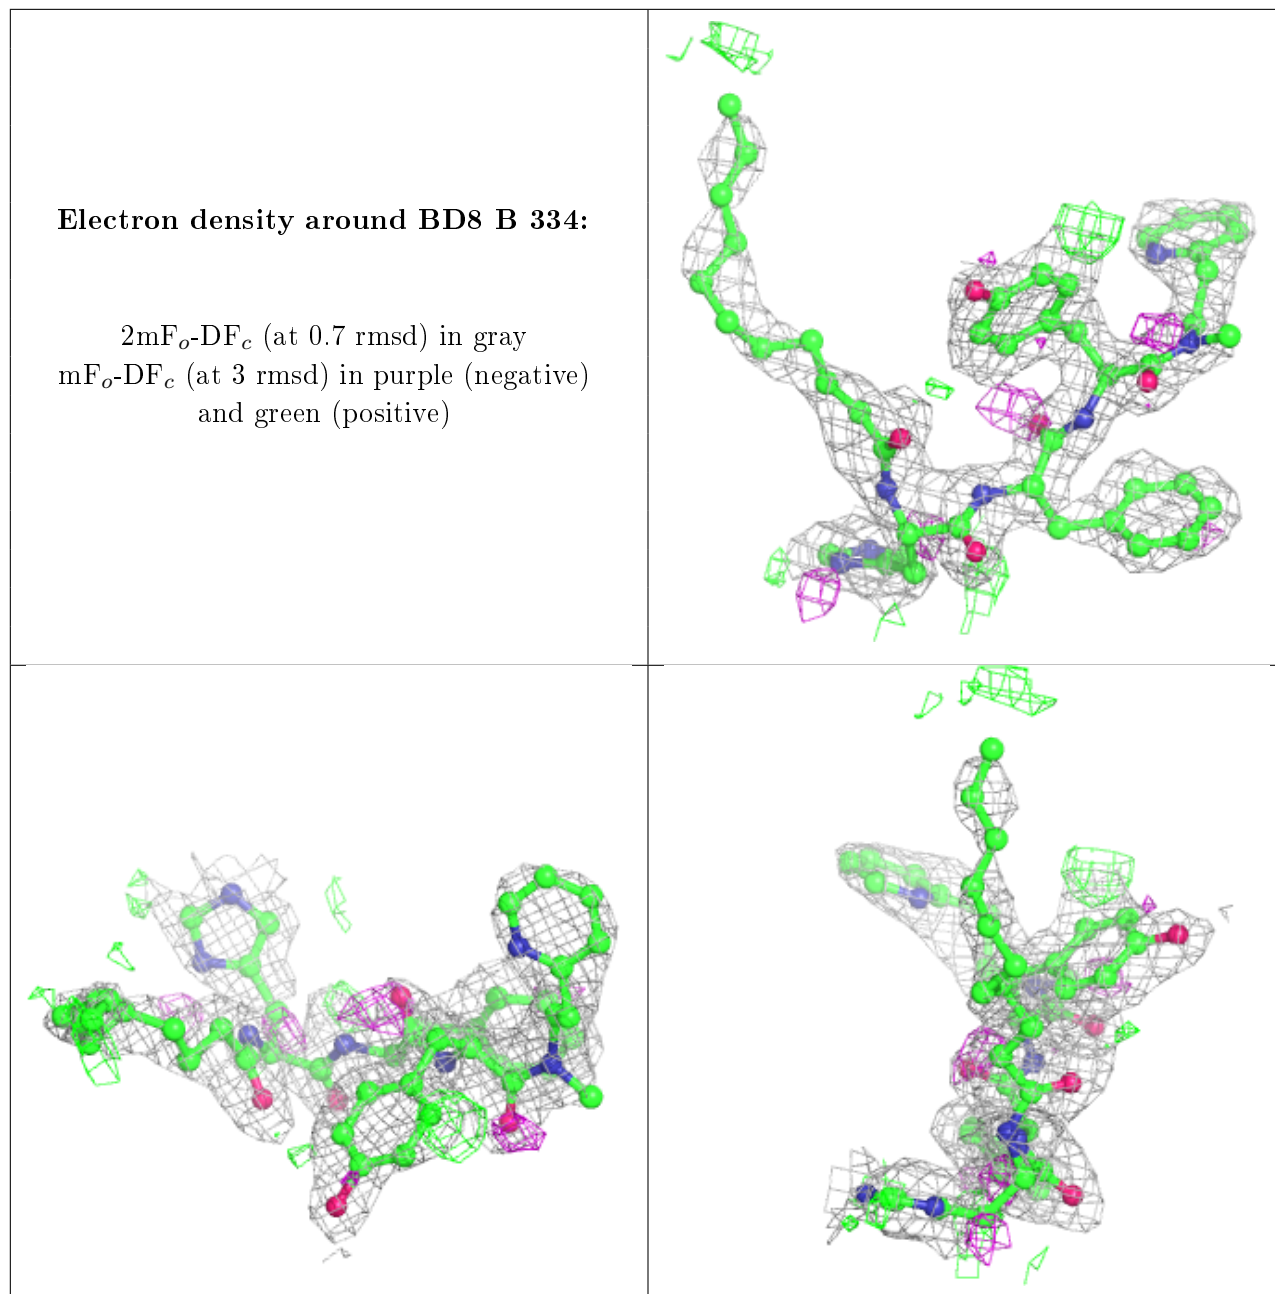 Electron density around BD8 B 334:
2mFₒ-DF𝒸 (at 0.7 rmsd) in gray
mFₒ-DF𝒸 (at 3 rmsd) in purple (negative)
and green (positive)